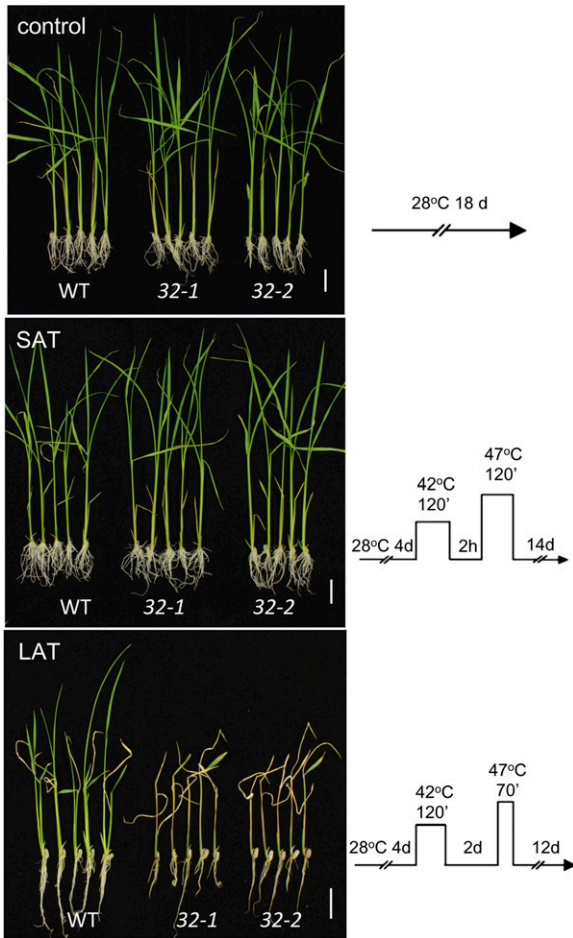 control
28°C 18 d
WT 32-1 32-2
SAT
47°C
120'
42°C
120'
28°C 4d 2h 14d
WT 32-1 32-2
LAT
47°C
70'
42°C
120'
28°C 4d 2d 12d
WT 32-1 32-2